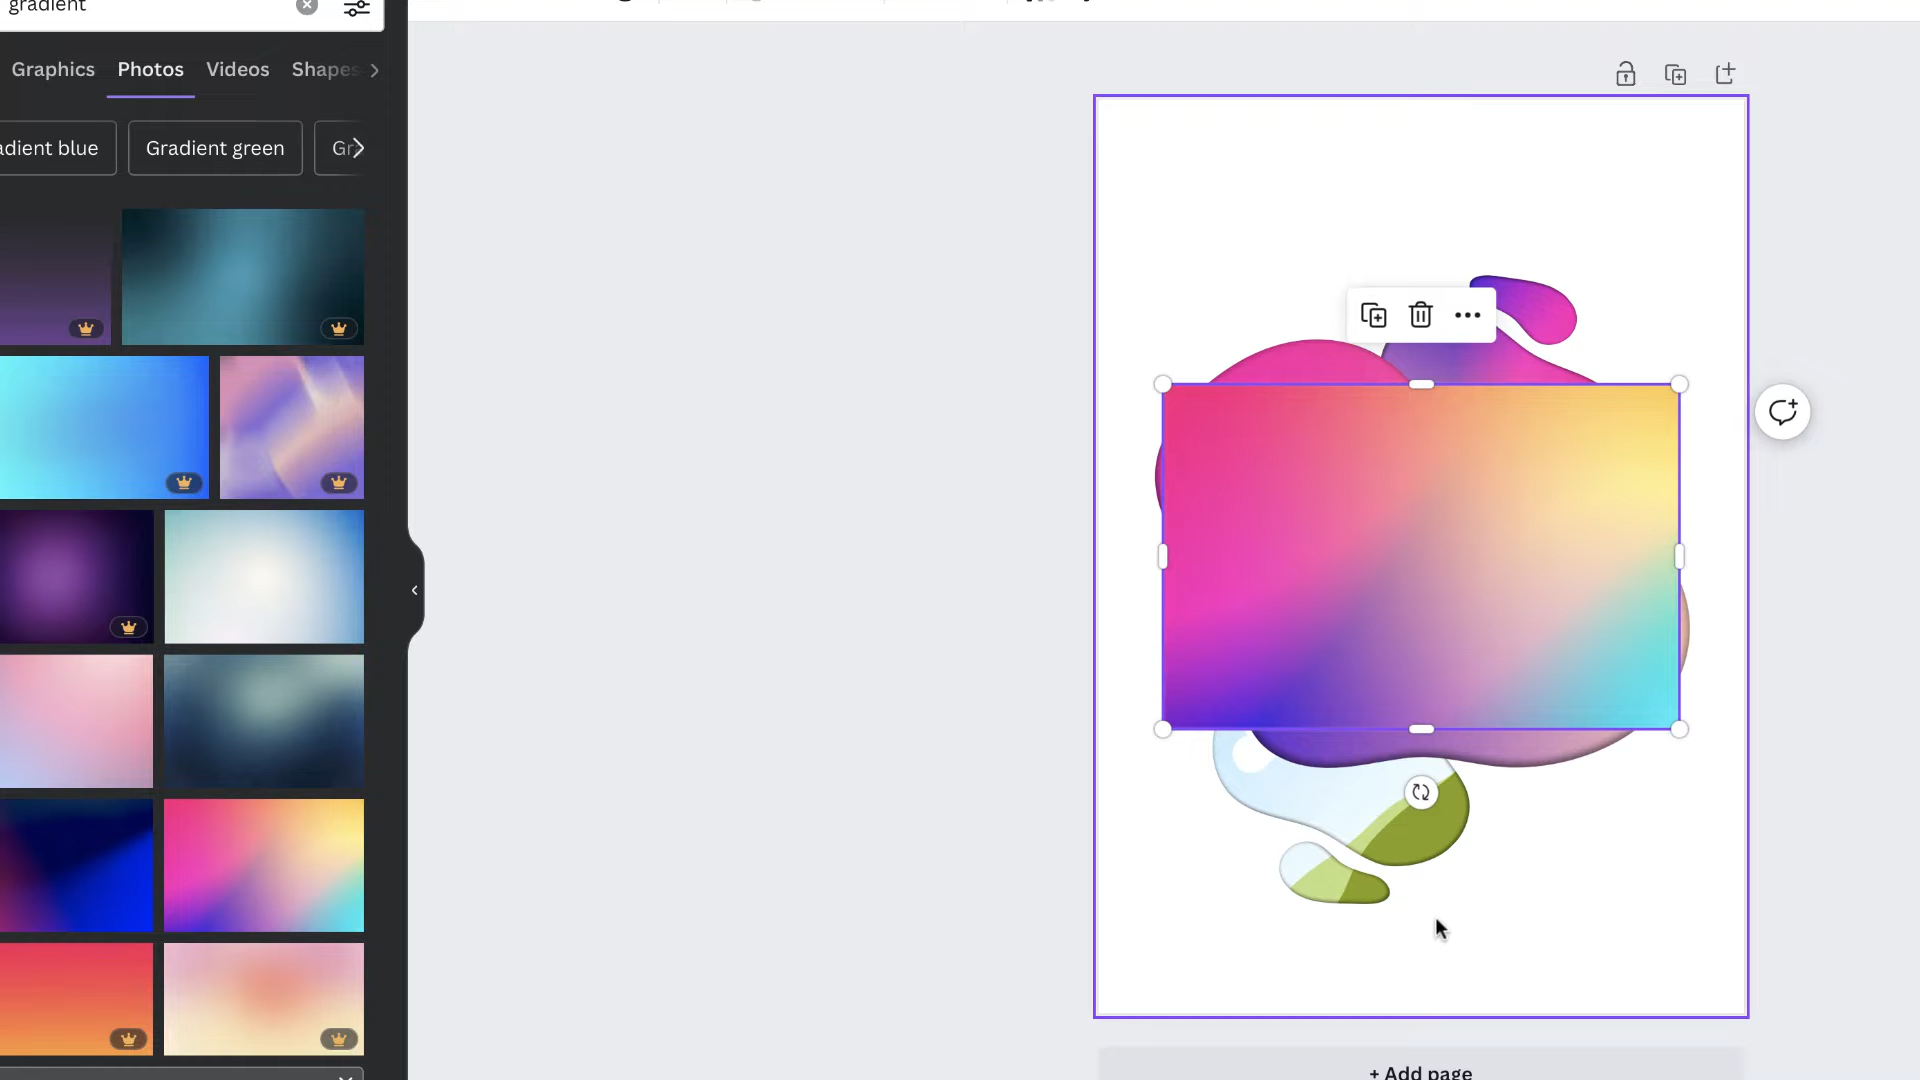 gradient
Graphics Photos Videos Shapes
adient blue Gradient green Gr
+ Add page